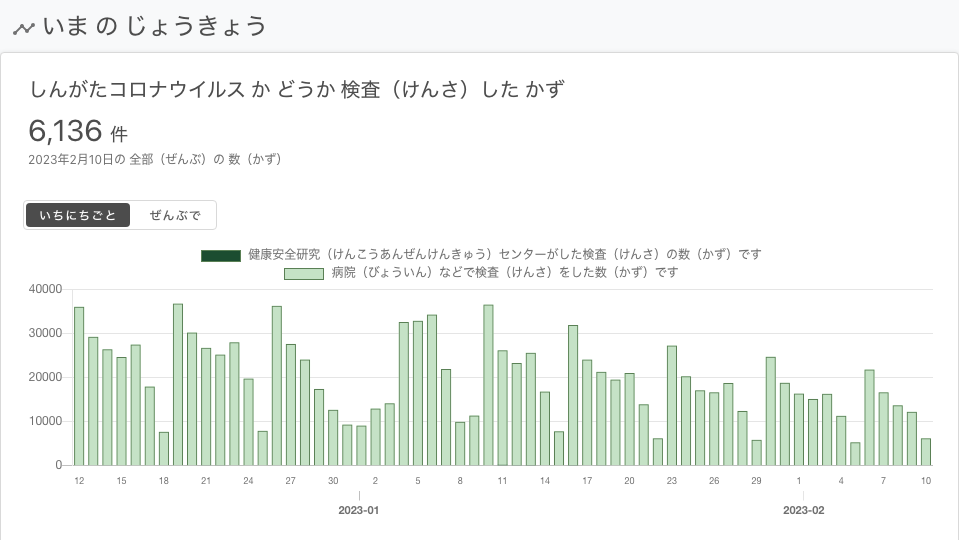 いま の じょうきょう
しんがたコロナウイルス か どうか 検査（けんさ）した かず
6,136 件
2023年2月10日の 全部（ぜんぶ）の 数（かず）
いちにちごと ぜんぶで
健康安全研究（けんこうあんぜんけんきゅう）センターがした検査（けんさ）の数（かず）です
病院（びょういん）などで検査（けんさ）をした数（かず）です
40000
30000
20000
10000
0
12 15 18 21 24 27 30 2 5 8 11 14 17 20 23 26 29 1 4 7 10
2023-01 2023-02